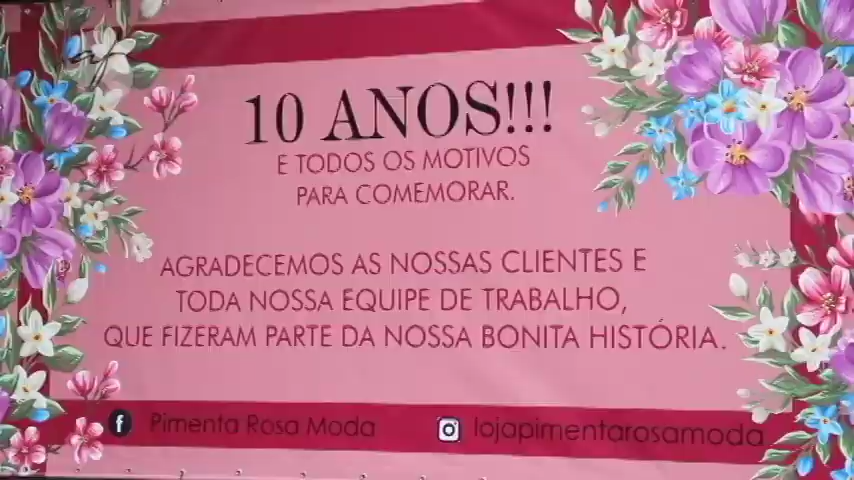 10 ANOS!!!
E TODOS OS MOTIVOS
PARA COMEMORAR.
AGRADECEMOS AS NOSSAS CLIENTES E
TODA NOSSA EQUIPE DE TRABALHO,
QUE FIZERAM PARTE DA NOSSA BONITA HISTÓRIA.
Pimenta Rosa Moda lojapimentarosamoda